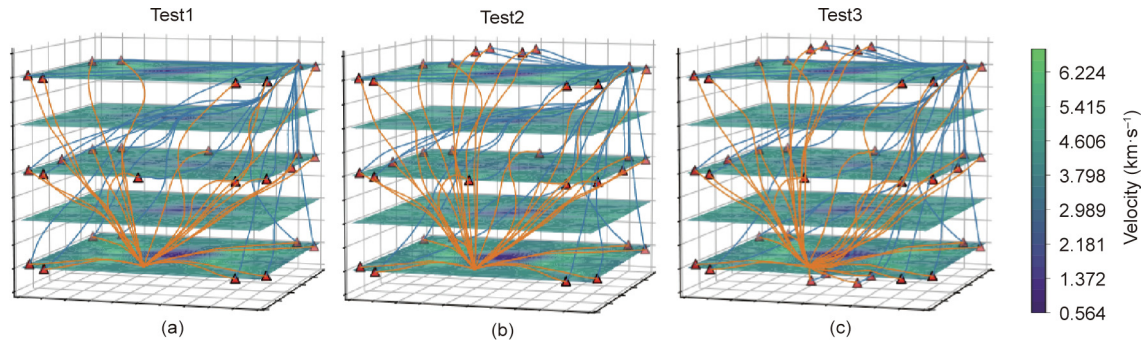 Test1
Test2
Test3
6.224
5.415
4.606
3.798
2.989
2.181
1.372
0.564
Velocity (km·s⁻¹)
(a)
(b)
(c)